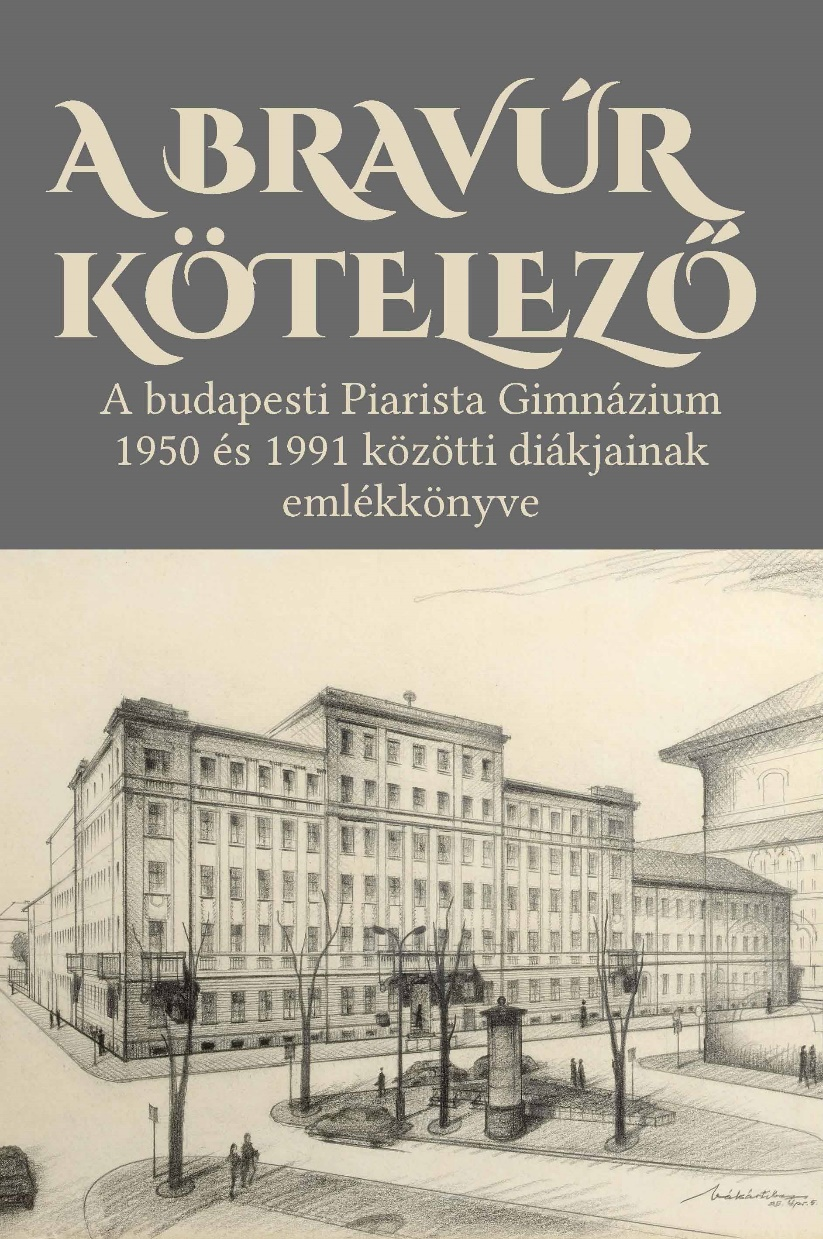 A BRAVÚR
KÖTELEZŐ
A budapesti Piarista Gimnázium
1950 és 1991 közötti diákjainak
emlékkönyve